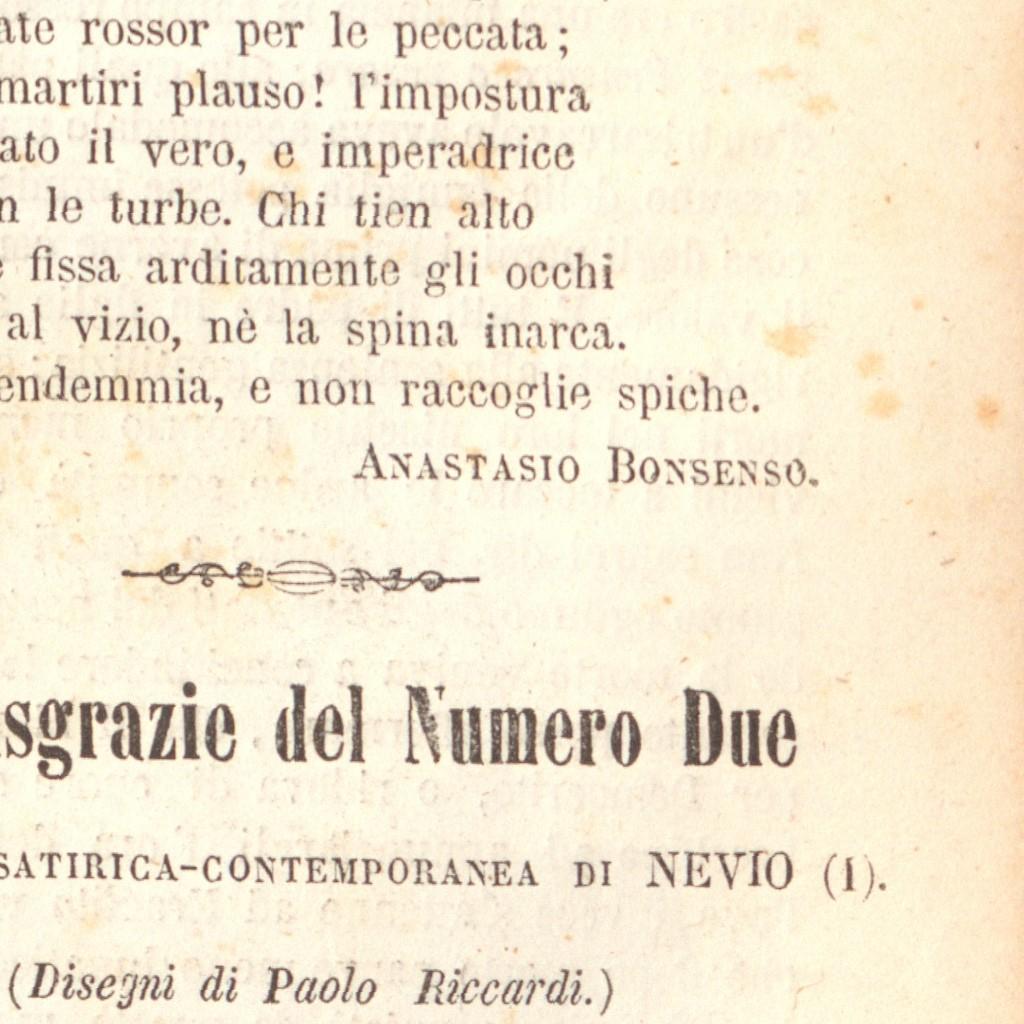 ate rossor per le peccata;
martiri plauso! l'impostura
ato il vero, e imperadrice
n le turbe. Chi tien alto
e fissa arditamente gli occhi
al vizio, nè la spina inarca.
endemmia, e non raccoglie spiche.
ANASTASIO BONSENSO.
sgrazie del Numero Due
SATIRICA-CONTEMPORANEA DI NEVIO (1).
(Disegni di Paolo Riccardi.)